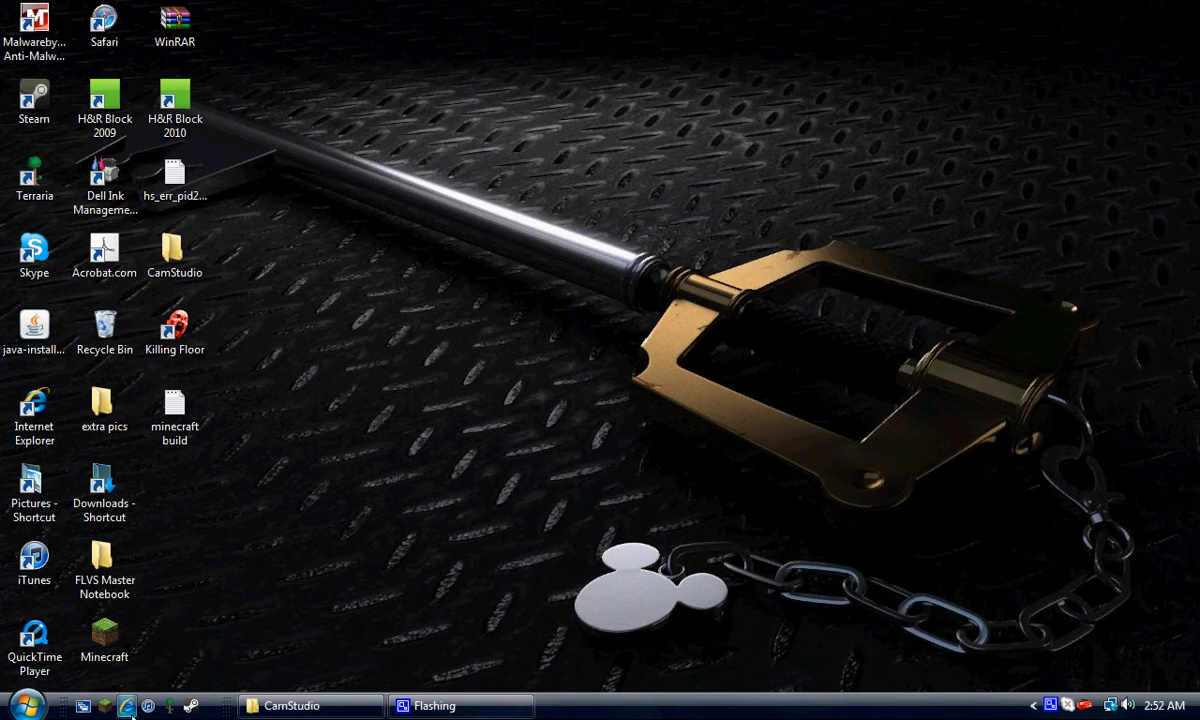 Malwareby...
Anti-Malw...
Safari
WinRAR
Steam
H&R Block
2009
H&R Block
2010
Terraria
Dell Ink
Manageme...
hs_err_pid2...
Skype
Acrobat.com
CamStudio
java-install...
Recycle Bin
Killing Floor
Internet
Explorer
extra pics
minecraft
build
Pictures -
Shortcut
Downloads -
Shortcut
iTunes
FLVS Master
Notebook
QuickTime
Player
Minecraft
CamStudio
Flashing
2:52 AM